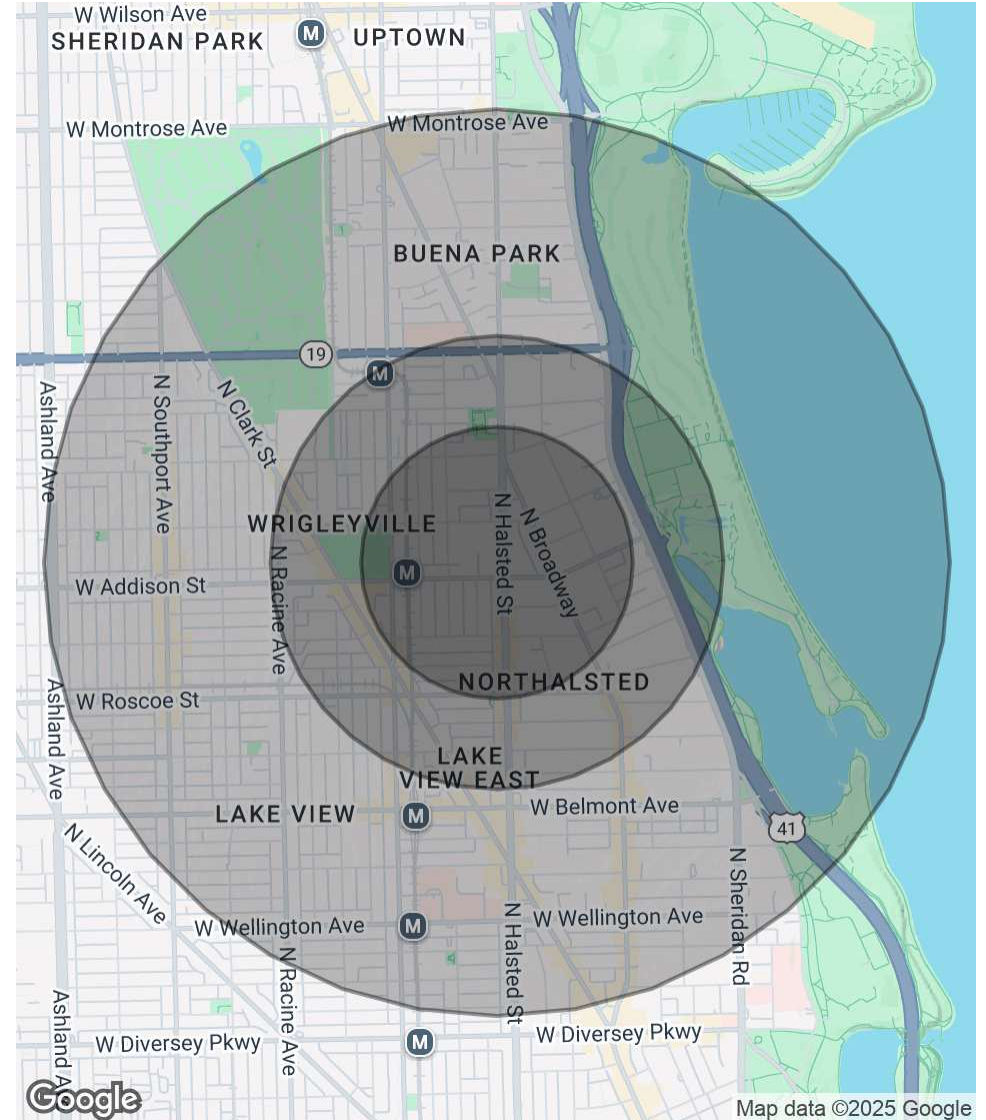 W Wilson Ave
SHERIDAN PARK
M
UPTOWN
W Montrose Ave
W Montrose Ave
BUENA PARK
19
M
Ashland Ave
N Southport Ave
N Clark St
WRIGLEYVILLE
N Halsted St
N Broadway
M
W Addison St
N Racine Ave
NORTHALSTED
W Roscoe St
Ashland Ave
LAKE
VIEW EAST
LAKE VIEW
W Belmont Ave
M
41
N Lincoln Ave
N Sheridan Rd
W Wellington Ave
M
N Halsted St
W Wellington Ave
N Racine Ave
Ashland Av
W Diversey Pkwy
M
W Diversey Pkwy
Google
Map data ©2025 Google